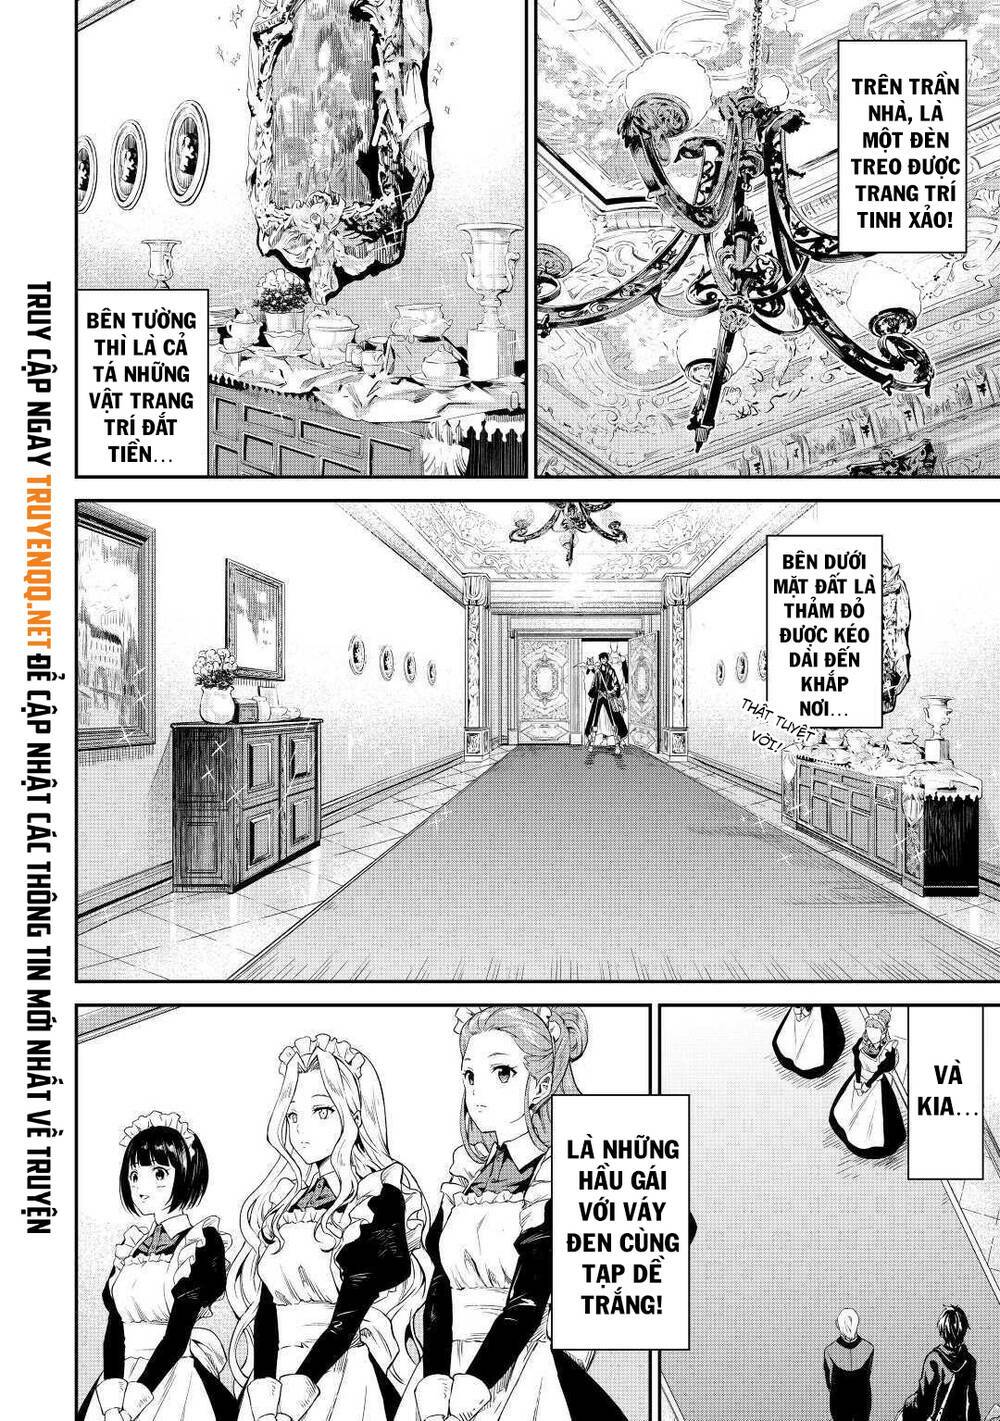 TRÊN TRẦN
NHÀ, LÀ
MỘT ĐÈN
TREO ĐƯỢC
TRANG TRÍ
TINH XẢO!
BÊN TƯỜNG
THÌ LÀ CẢ
TÁ NHỮNG
VẬT TRANG
TRÍ ĐẮT
TIỀN...
BÊN DƯỚI
MẶT ĐẤT LÀ
THẢM ĐỎ
ĐƯỢC KÉO
DÀI ĐẾN
KHẮP
NƠI...
THẬT TUYỆT
VỜI!
VÀ
KIA...
LÀ NHỮNG
HẦU GÁI
VỚI VÁY
ĐEN CÙNG
TẠP DỀ
TRẮNG!
TRUY CẬP NGAY TRUYENQQ.NET ĐỂ CẬP NHẬT CÁC THÔNG TIN MỚI NHẤT VỀ TRUYỆN